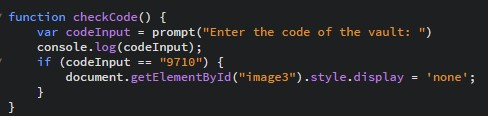 function checkCode() {
    var codeInput = prompt("Enter the code of the vault: ")
    console.log(codeInput);
    if (codeInput == "9710") {
        document.getElementById("image3").style.display = 'none';
    }
}